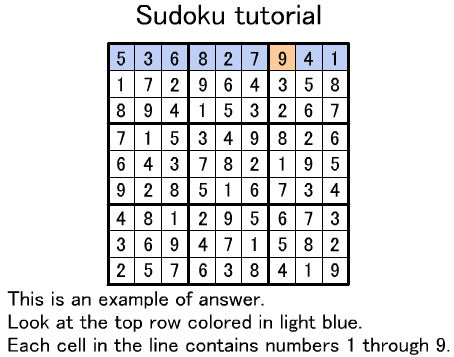 Sudoku tutorial
5 3 6 8 2 7 9 4 1
1 7 2 9 6 4 3 5 8
8 9 4 1 5 3 2 6 7
7 1 5 3 4 9 8 2 6
6 4 3 7 8 2 1 9 5
9 2 8 5 1 6 7 3 4
4 8 1 2 9 5 6 7 3
3 6 9 4 7 1 5 8 2
2 5 7 6 3 8 4 1 9
This is an example of answer.
Look at the top row colored in light blue.
Each cell in the line contains numbers 1 through 9.